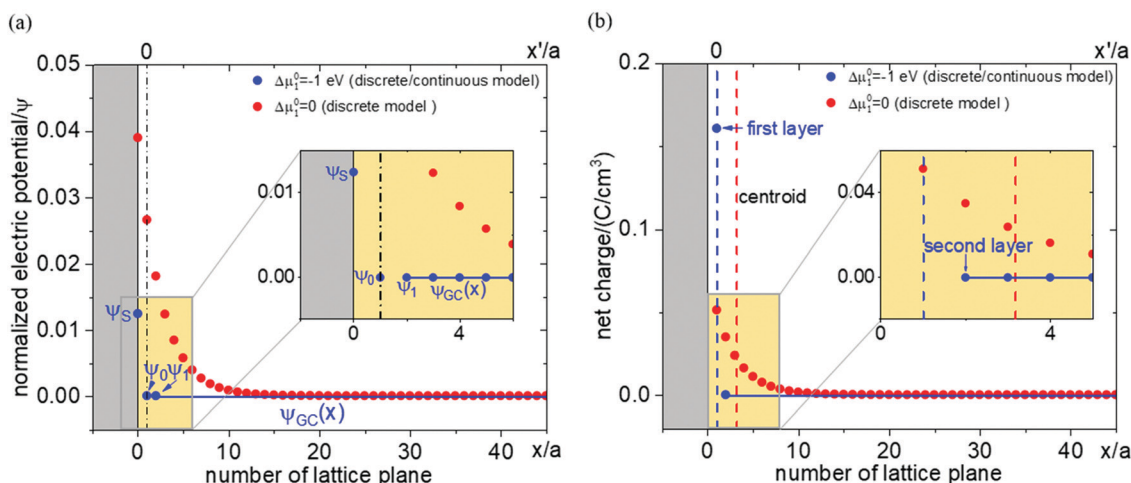 (a)
0
x'/a
0.05
0.04
0.03
0.02
0.01
0.00
normalized electric potential/ψ
Δμ₁⁰=-1 eV (discrete/continuous model)
Δμ₁⁰=0 (discrete model )
ψS
ψ0ψ1
ψGC(x)
0.01
0.00
ψS
ψ0
ψ1
ψGC(x)
0
4
0
10
20
30
40
x/a
number of lattice plane
(b)
0
x'/a
0.2
0.1
0.0
net charge/(C/cm³)
Δμ₁⁰=-1 eV (discrete/continuous model)
Δμ₁⁰=0 (discrete model )
first layer
centroid
0.04
0.00
second layer
0
4
0
10
20
30
40
x/a
number of lattice plane